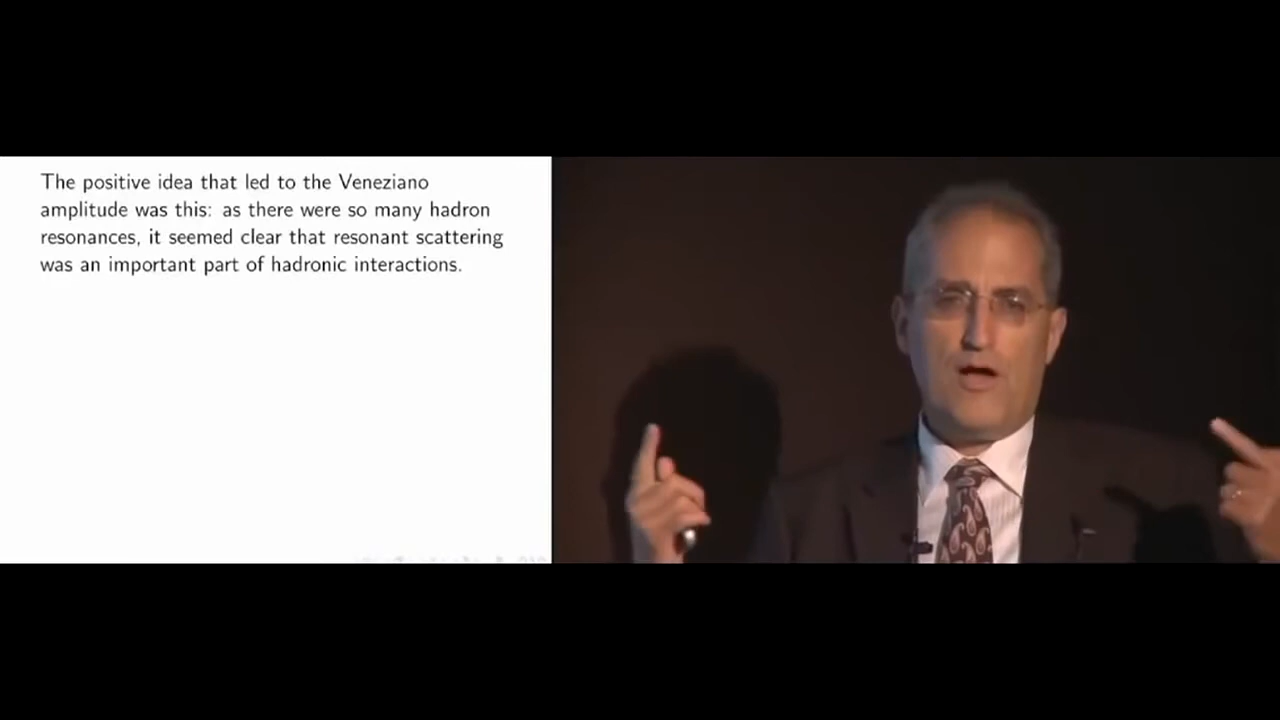 The positive idea that led to the Veneziano
amplitude was this: as there were so many hadron
resonances, it seemed clear that resonant scattering
was an important part of hadronic interactions.